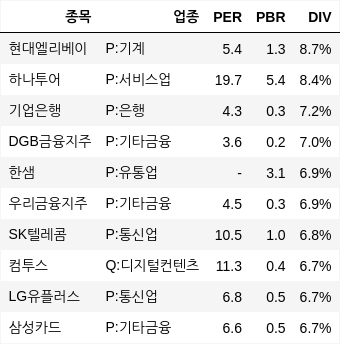 종목 업종 PER PBR DIV
현대엘리베이 P:기계 5.4 1.3 8.7%
하나투어 P:서비스업 19.7 5.4 8.4%
기업은행 P:은행 4.3 0.3 7.2%
DGB금융지주 P:기타금융 3.6 0.2 7.0%
한샘 P:유통업 - 3.1 6.9%
우리금융지주 P:기타금융 4.5 0.3 6.9%
SK텔레콤 P:통신업 10.5 1.0 6.8%
컴투스 Q:디지털컨텐츠 11.3 0.4 6.7%
LG유플러스 P:통신업 6.8 0.5 6.7%
삼성카드 P:기타금융 6.6 0.5 6.7%